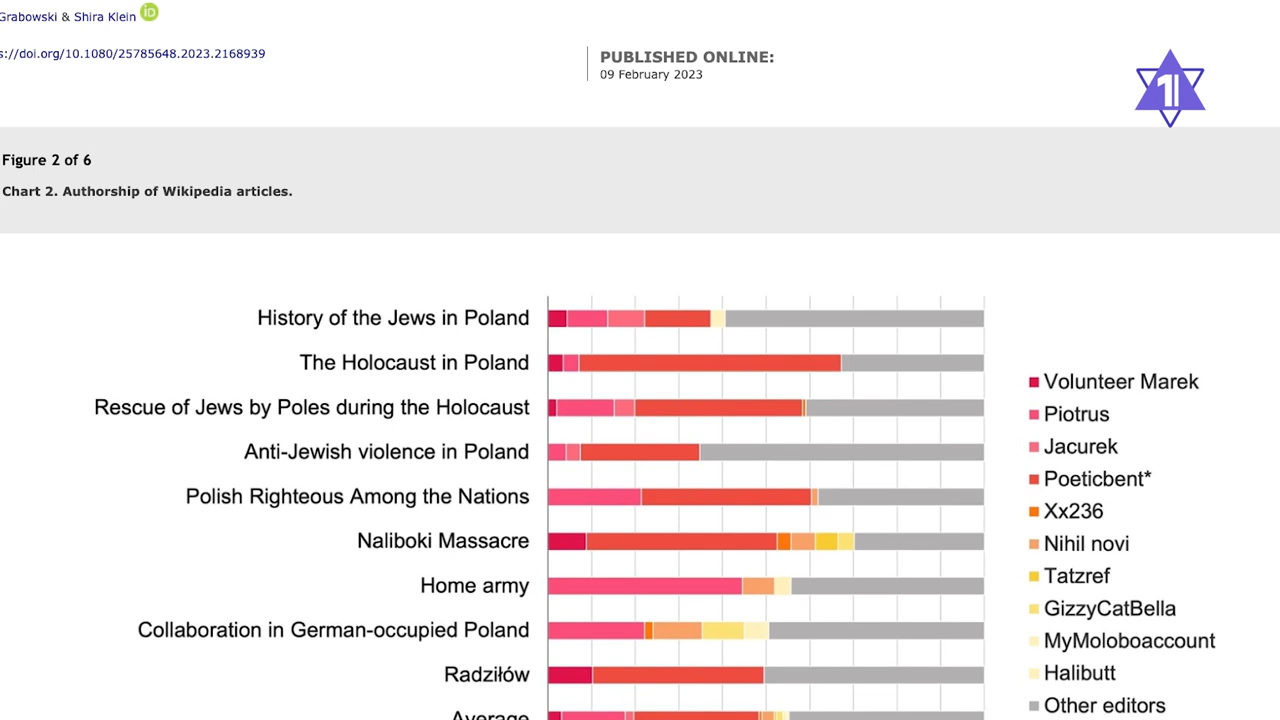 Grabowski & Shira Klein iD
s://doi.org/10.1080/25785648.2023.2168939
PUBLISHED ONLINE:
09 February 2023
1
Figure 2 of 6
Chart 2. Authorship of Wikipedia articles.
History of the Jews in Poland
The Holocaust in Poland
Rescue of Jews by Poles during the Holocaust
Anti-Jewish violence in Poland
Polish Righteous Among the Nations
Naliboki Massacre
Home army
Collaboration in German-occupied Poland
Radziłów
Average
Volunteer Marek
Piotrus
Jacurek
Poeticbent*
Xx236
Nihil novi
Tatzref
GizzyCatBella
MyMoloboaccount
Halibutt
Other editors